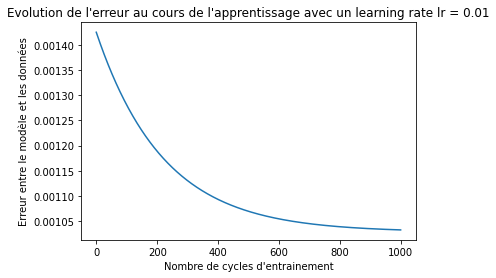 Evolution de l'erreur au cours de l'apprentissage avec un learning rate lr = 0.01
Erreur entre le modèle et les données
0.00140
0.00135
0.00130
0.00125
0.00120
0.00115
0.00110
0.00105
0 200 400 600 800 1000
Nombre de cycles d'entrainement